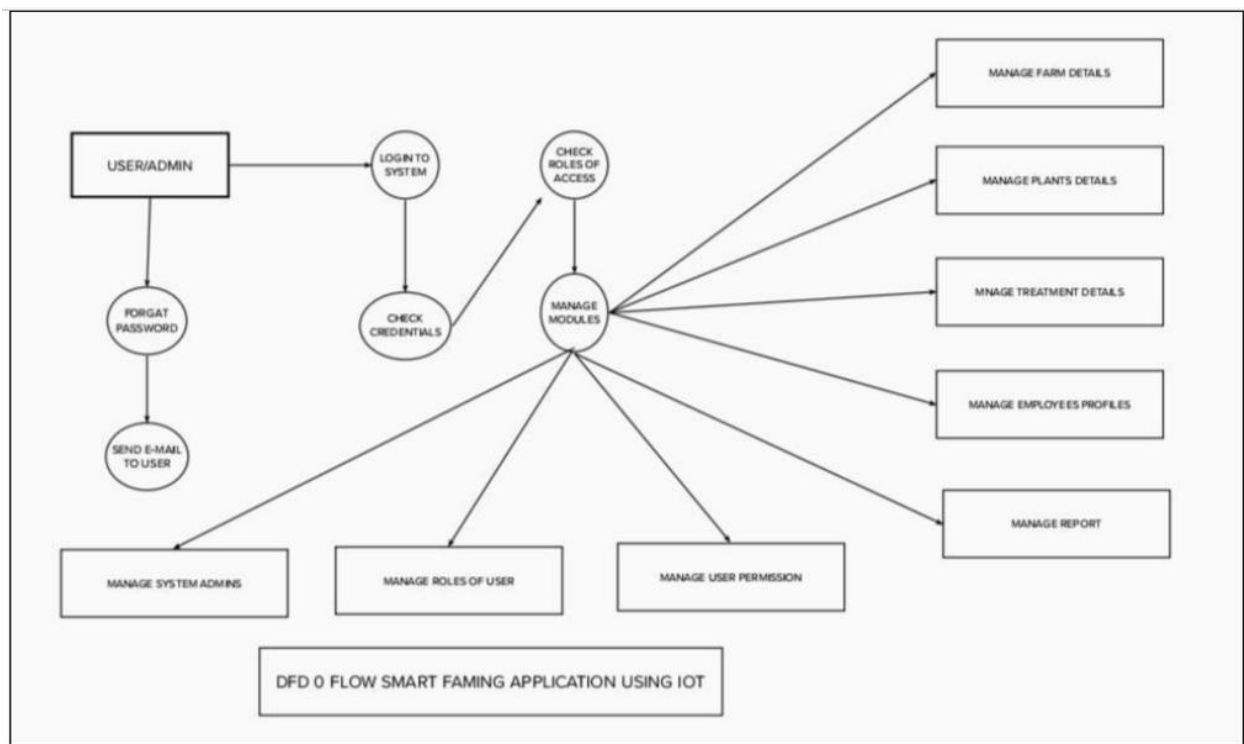 USER/ADMIN
LOGIN TO
SYSTEM
CHECK
ROLES OF
ACCESS
MANAGE FARM DETAILS
MANAGE PLANTS DETAILS
MNAGE TREATMENT DETAILS
MANAGE EMPLOYEES PROFILES
MANAGE REPORT
FORGAT
PASSWORD
CHECK
CREDENTIALS
MANAGE
MODULES
SEND E-MAIL
TO USER
MANAGE SYSTEM ADMINS
MANAGE ROLES OF USER
MANAGE USER PERMISSION
DFD 0 FLOW SMART FAMING APPLICATION USING IOT